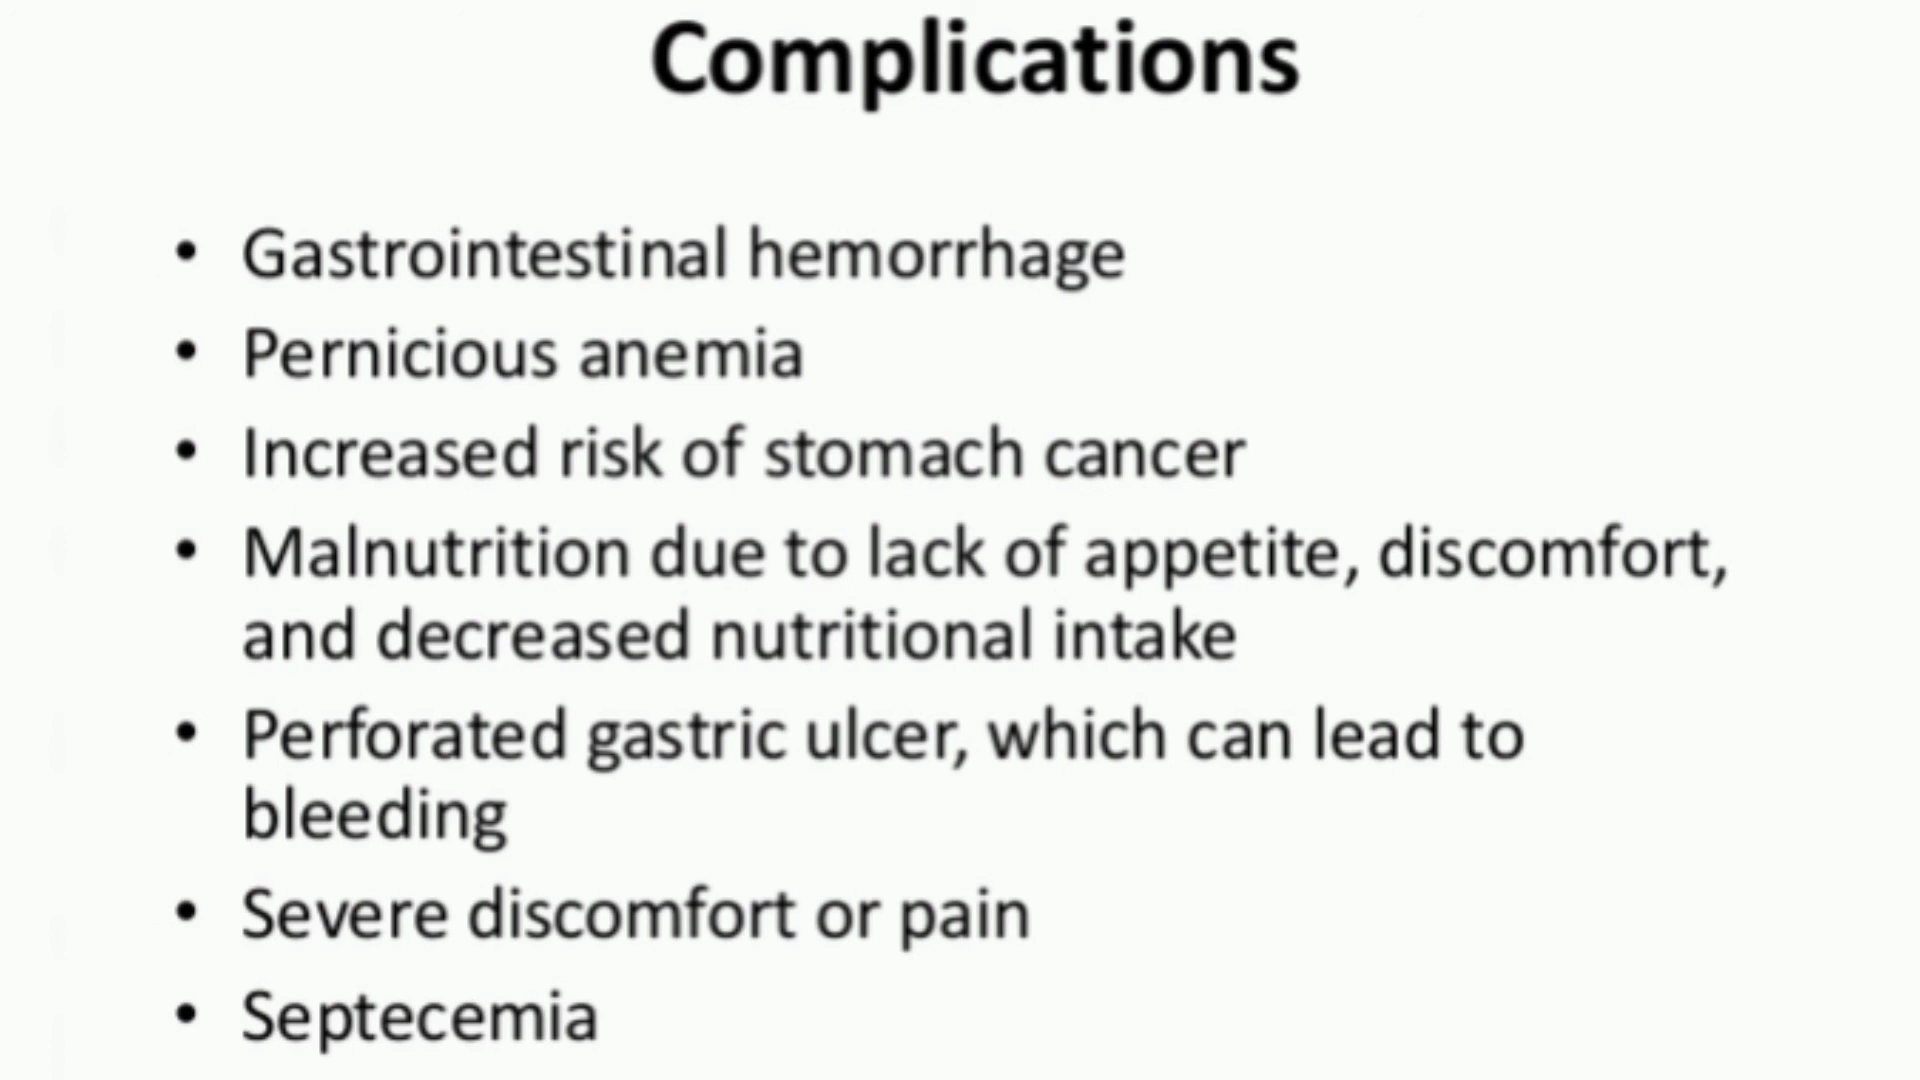 Complications
• Gastrointestinal hemorrhage
• Pernicious anemia
• Increased risk of stomach cancer
• Malnutrition due to lack of appetite, discomfort,
and decreased nutritional intake
• Perforated gastric ulcer, which can lead to
bleeding
• Severe discomfort or pain
• Septecemia